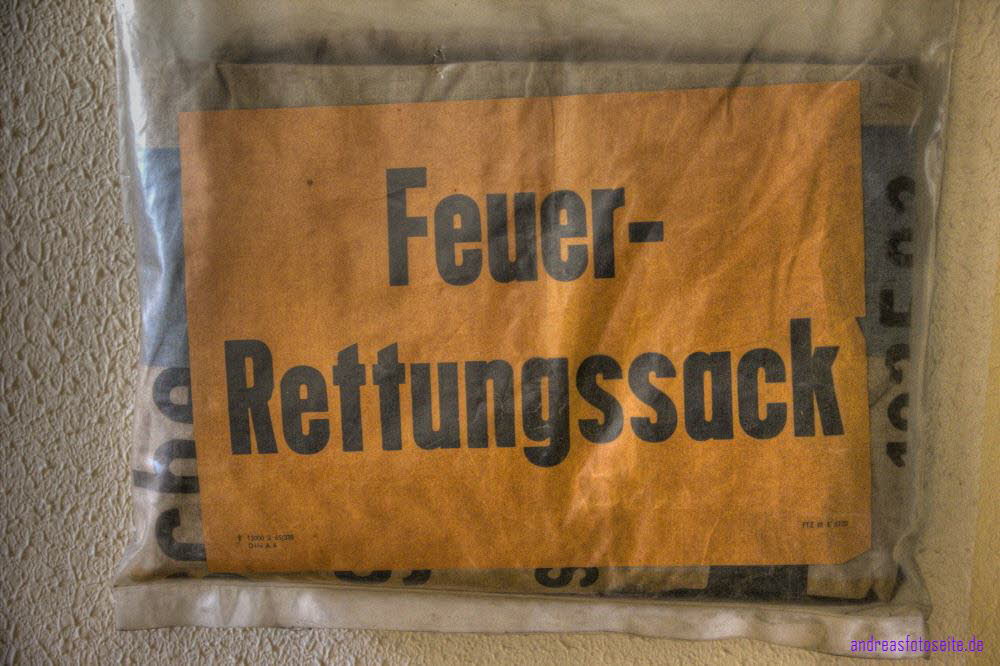 Feuer-
Rettungssack
andreasfotoseite.de